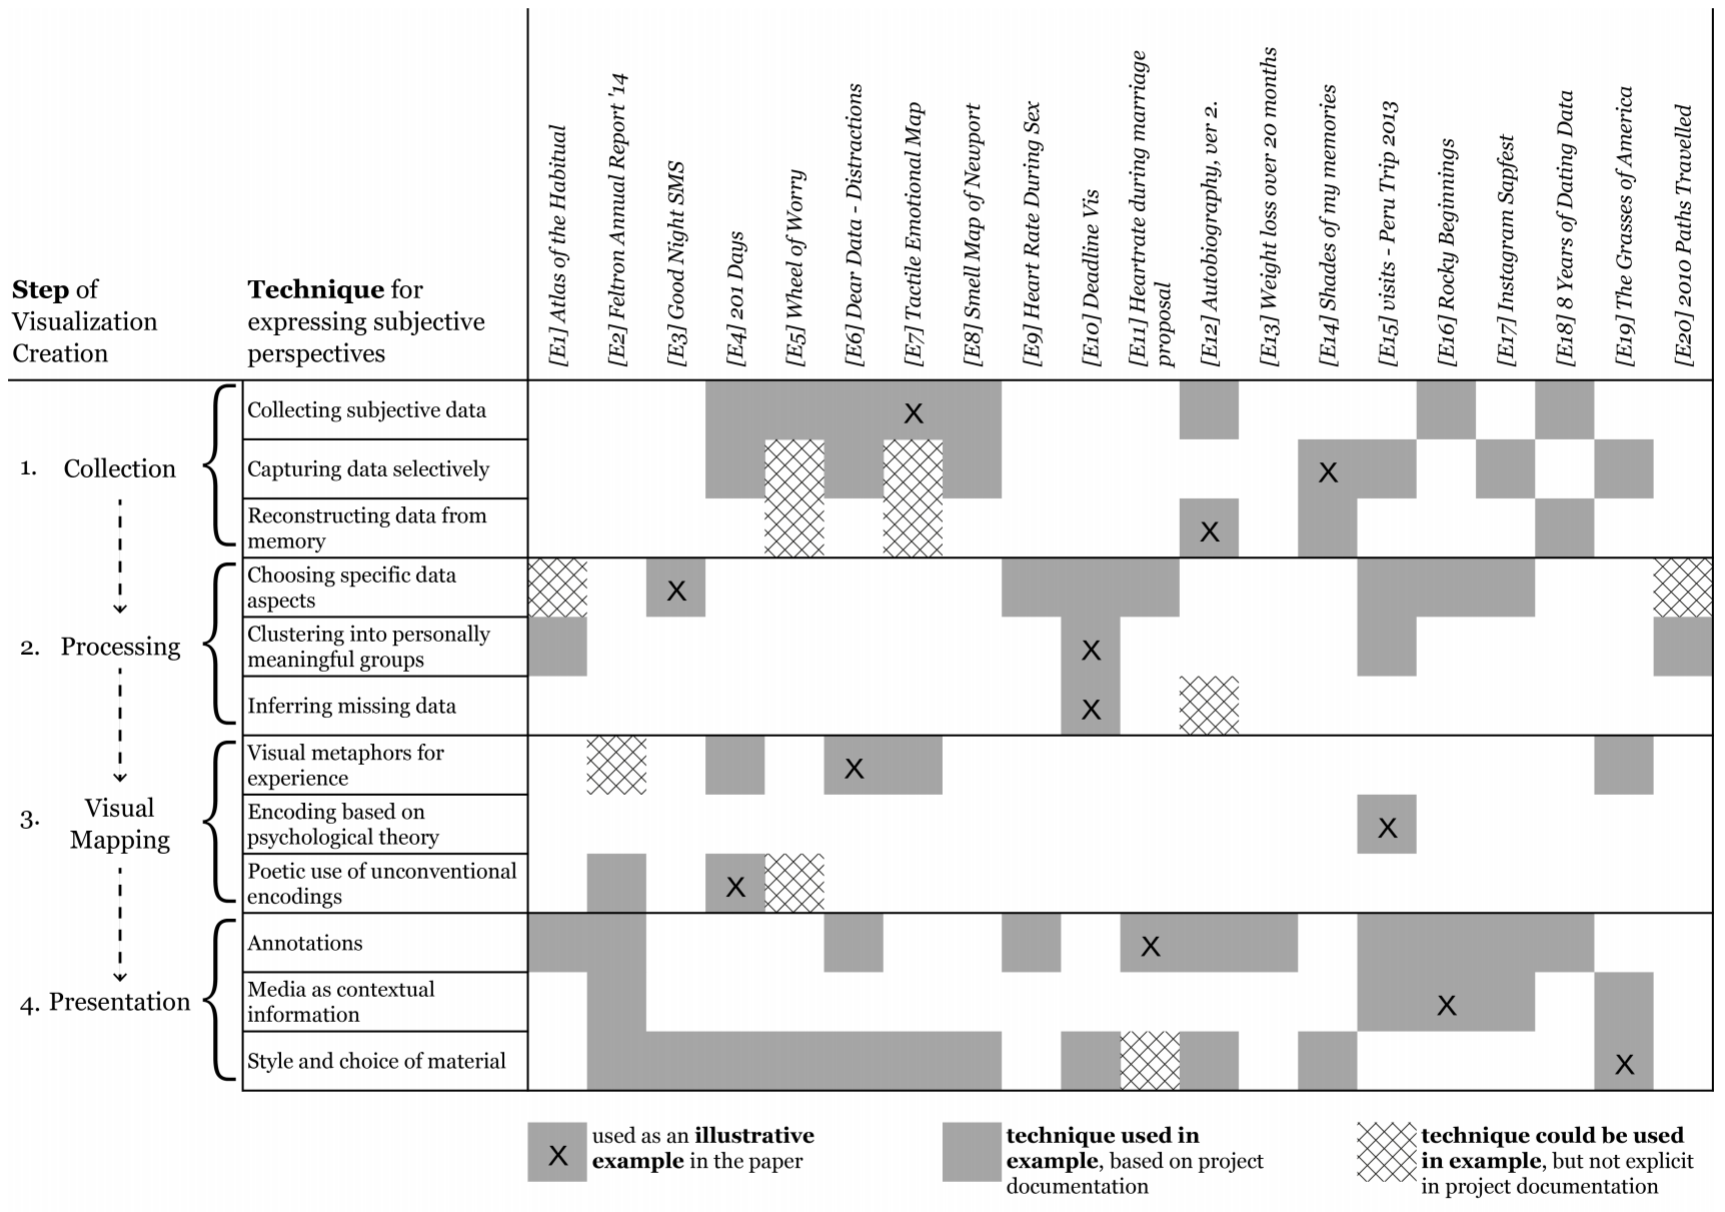 [E1] Atlas of the Habitual
[E2] Feltron Annual Report '14
[E3] Good Night SMS
[E4] 201 Days
[E5] Wheel of Worry
[E6] Dear Data - Distractions
[E7] Tactile Emotional Map
[E8] Smell Map of Newport
[E9] Heart Rate During Sex
[E10] Deadline Vis
[E11] Heartrate during marriage
proposal
[E12] Autobiography, ver 2.
[E13] Weight loss over 20 months
[E14] Shades of my memories
[E15] visits - Peru Trip 2013
[E16] Rocky Beginnings
[E17] Instagram Sapfest
[E18] 8 Years of Dating Data
[E19] The Grasses of America
[E20] 2010 Paths Travelled
Step of
Visualization
Creation
Technique for
expressing subjective
perspectives
1. Collection
Collecting subjective data
X
Capturing data selectively
X
Reconstructing data from
memory
X
2. Processing
Choosing specific data
aspects
X
Clustering into personally
meaningful groups
X
Inferring missing data
X
3. Visual
Mapping
Visual metaphors for
experience
X
Encoding based on
psychological theory
X
Poetic use of unconventional
encodings
X
4. Presentation
Annotations
X
Media as contextual
information
X
Style and choice of material
X
X
used as an illustrative
example in the paper
technique used in
example, based on project
documentation
technique could be used
in example, but not explicit
in project documentation